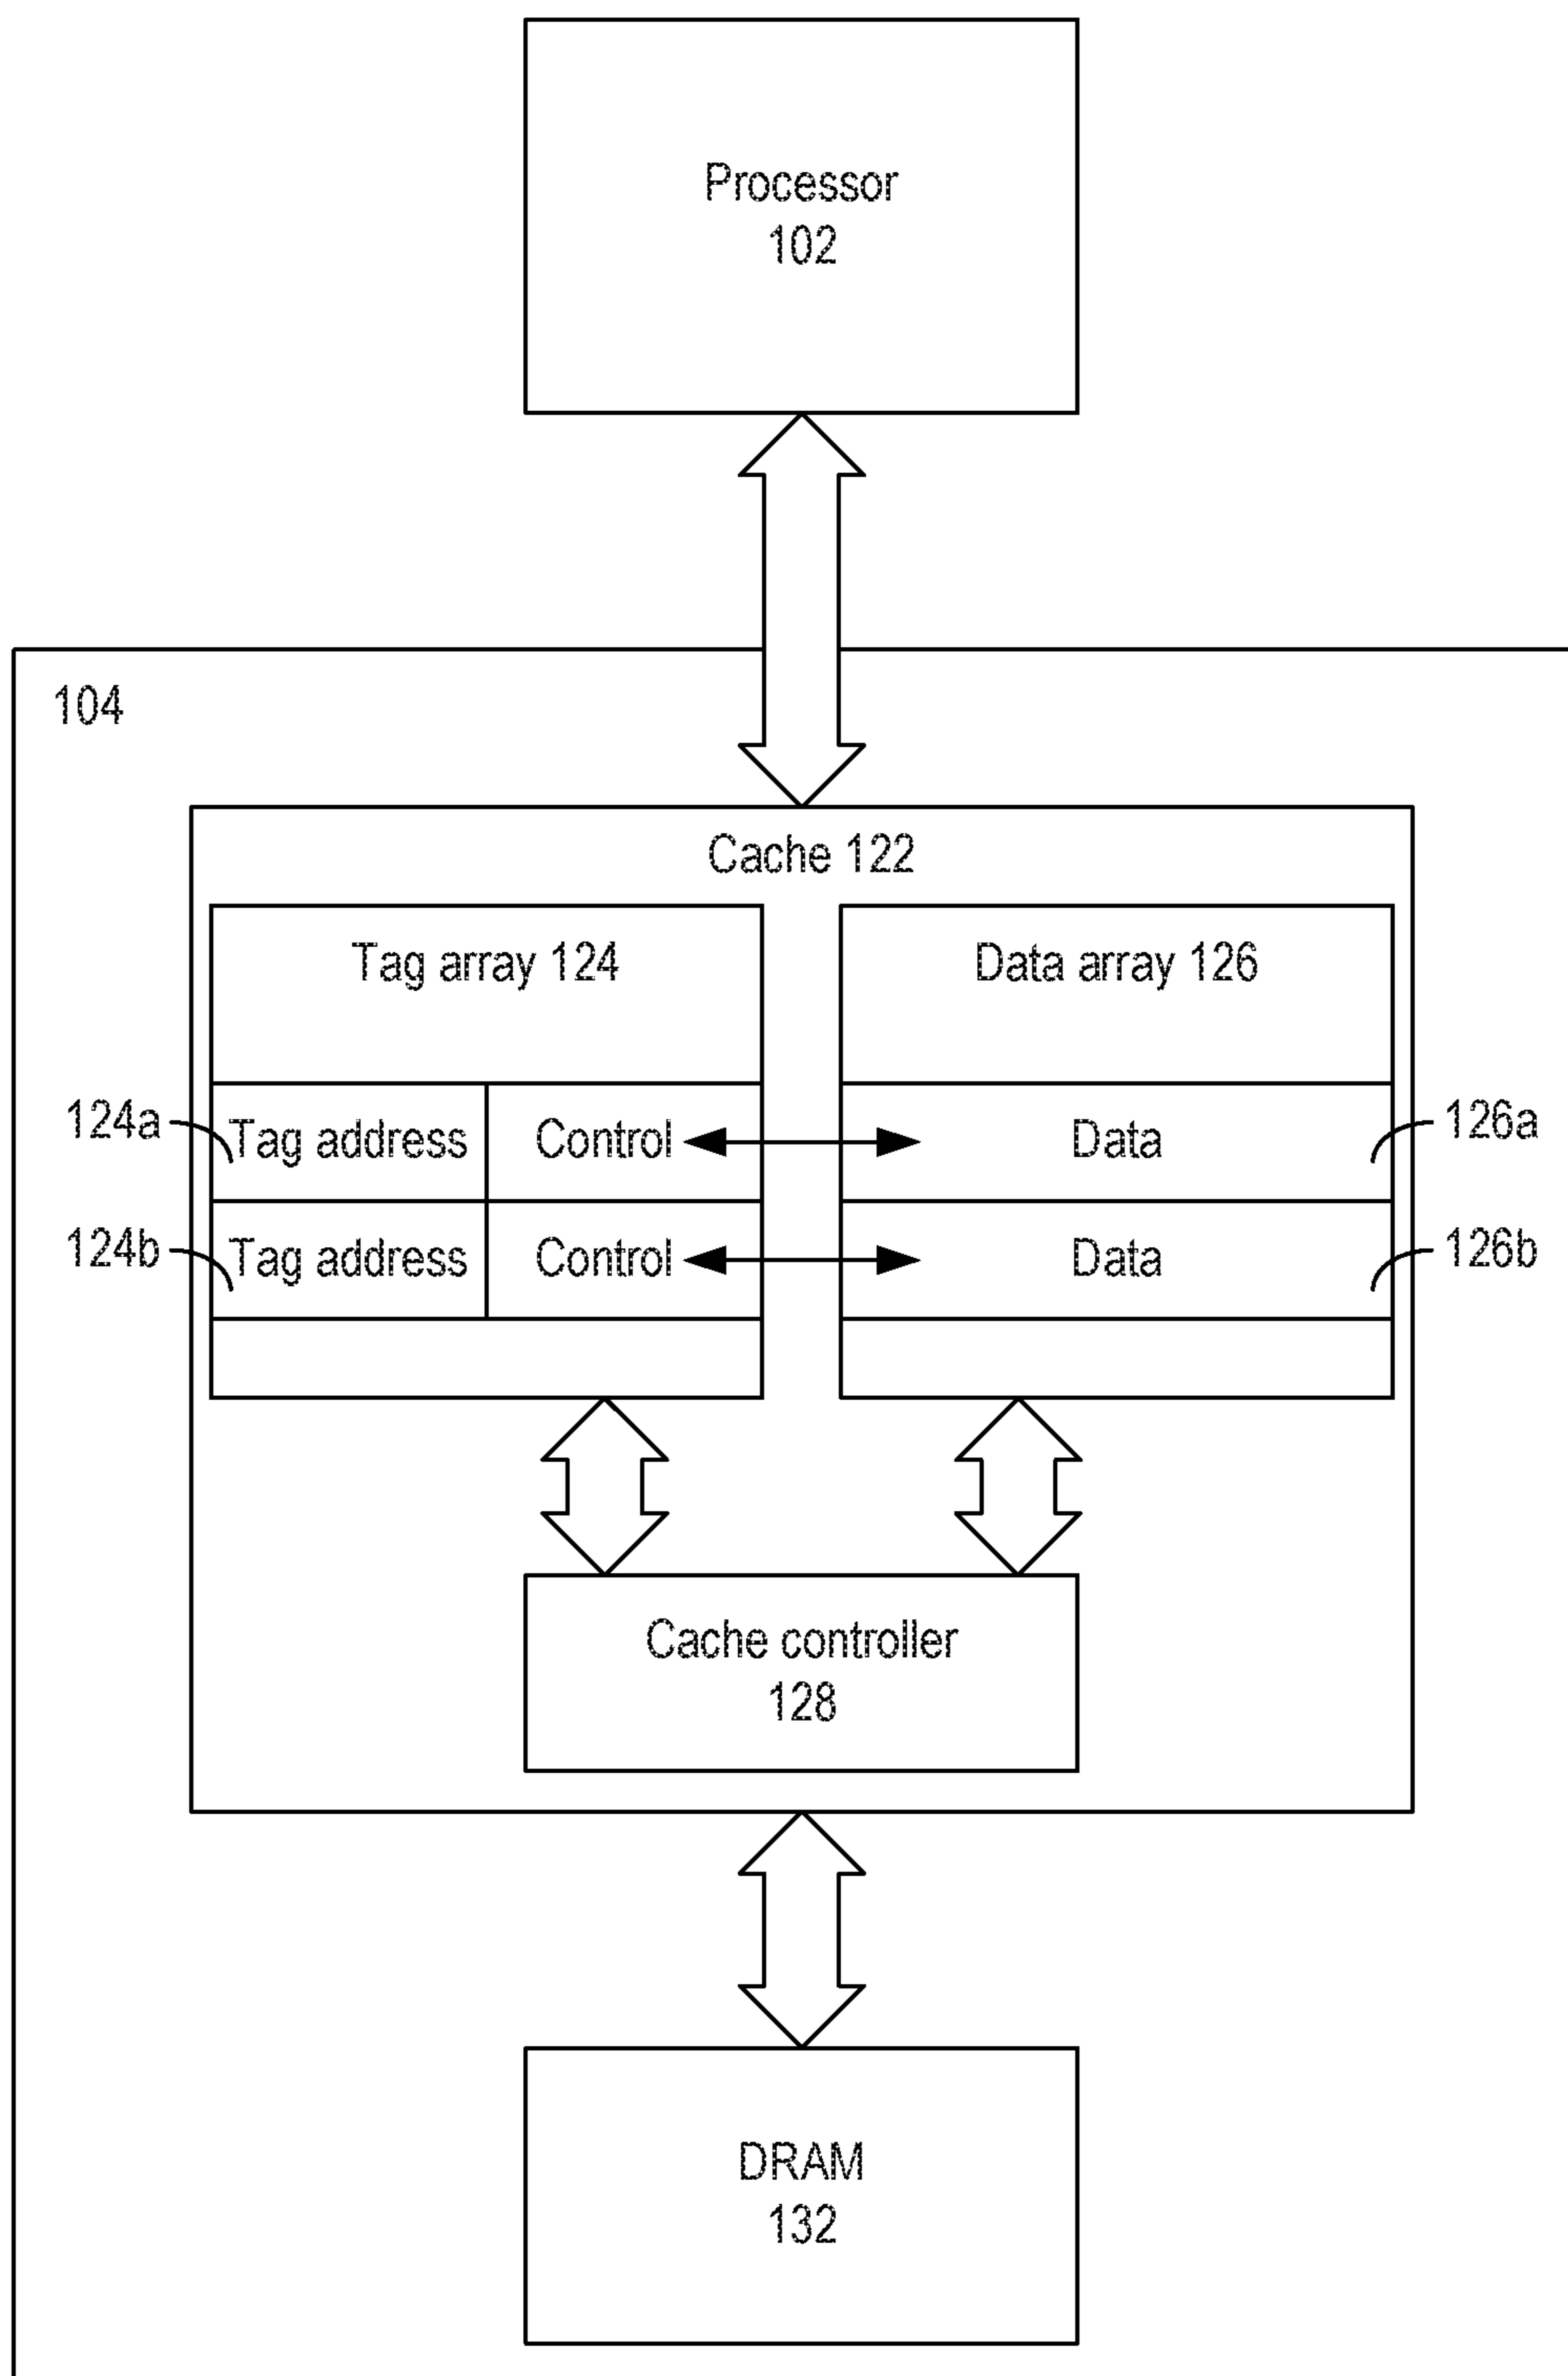 Processor
102
104
Cache 122
Tag array 124
Data array 126
124a
Tag address
Control
Data
126a
124b
Tag address
Control
Data
126b
Cache controller
128
DRAM
132